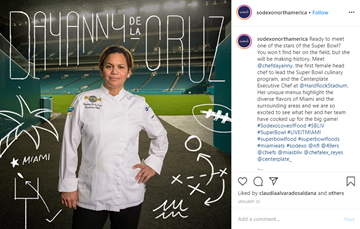 DAYANNY
DE
LA
CRUZ
MIAMI
sodexonorthamerica • Follow
sodexonorthamerica Ready to meet
one of the stars of the Super Bowl?
You won't find her on the field, but she
will be making history. Meet
@chefdayanny, the first female head
chef to lead the Super Bowl culinary
program, and the Centerplate
Executive Chef at @HardRockStadium.
Her unique menus highlight the
diverse flavors of Miami and the
surrounding areas and we are so
excited to see what her and her team
have cooked up for the big game!
#SodexoLoveofFood #SBLIV
#SuperBowl #LIVEITMIAMI
#superbowlfood #superbowl
#miamieats #sodexo @nfl @49ers
@chiefs @miasbliv @chefalex_reyes
@centerplate_
Liked by claudiaalvaradosaldana and others
JANUARY
Add a comment...
Post